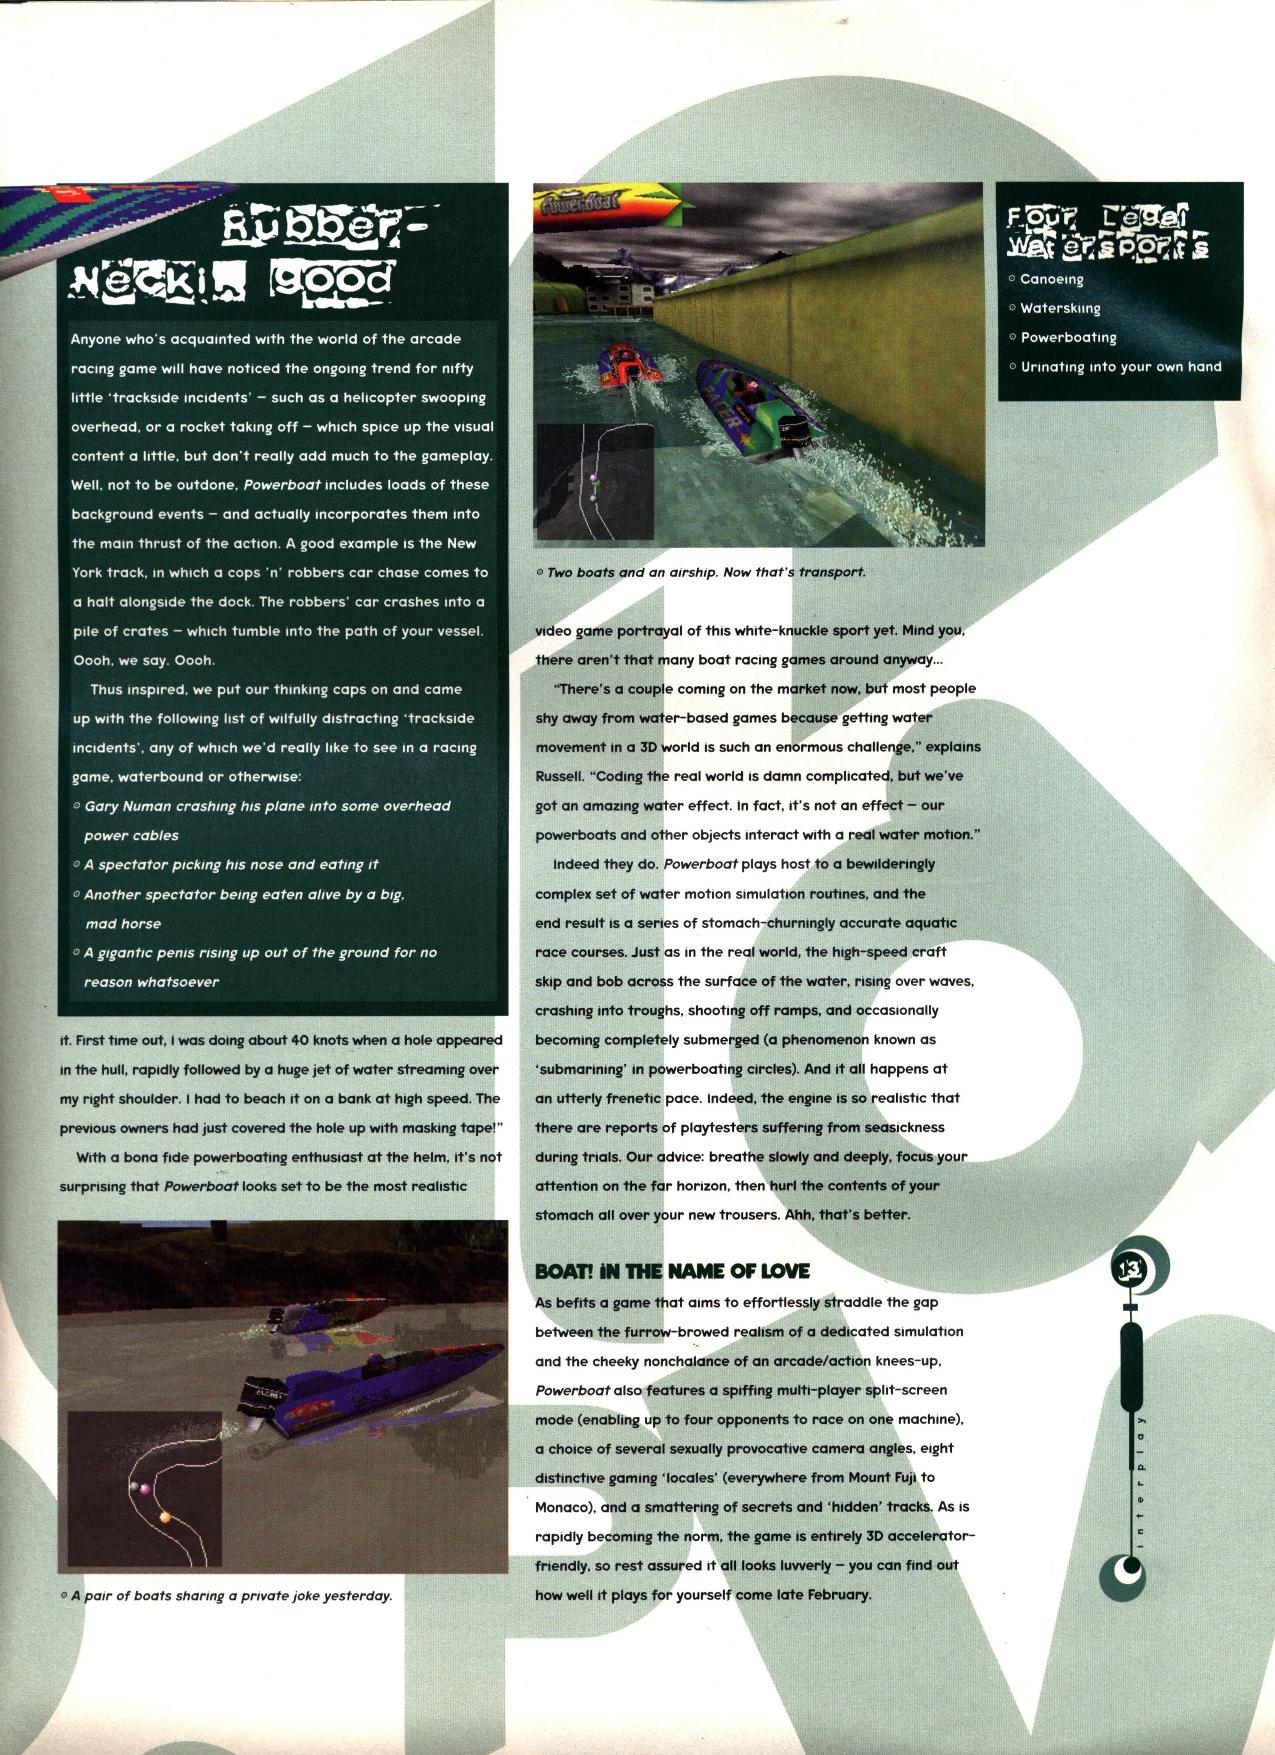 Rubber-
Neckin good
Anyone who's acquainted with the world of the arcade
racing game will have noticed the ongoing trend for nifty
little 'trackside incidents' – such as a helicopter swooping
overhead, or a rocket taking off – which spice up the visual
content a little, but don't really add much to the gameplay.
Well, not to be outdone, Powerboat includes loads of these
background events – and actually incorporates them into
the main thrust of the action. A good example is the New
York track, in which a cops 'n' robbers car chase comes to
a halt alongside the dock. The robbers' car crashes into a
pile of crates – which tumble into the path of your vessel.
Oooh, we say. Oooh.
Thus inspired, we put our thinking caps on and came
up with the following list of wilfully distracting 'trackside
incidents', any of which we'd really like to see in a racing
game, waterbound or otherwise:
Gary Numan crashing his plane into some overhead
power cables
A spectator picking his nose and eating it
Another spectator being eaten alive by a big,
mad horse
A gigantic penis rising up out of the ground for no
reason whatsoever
it. First time out, I was doing about 40 knots when a hole appeared
in the hull, rapidly followed by a huge jet of water streaming over
my right shoulder. I had to beach it on a bank at high speed. The
previous owners had just covered the hole up with masking tape!"
With a bona fide powerboating enthusiast at the helm, it's not
surprising that Powerboat looks set to be the most realistic
A pair of boats sharing a private joke yesterday.
Powerboat
Two boats and an airship. Now that's transport.
video game portrayal of this white-knuckle sport yet. Mind you,
there aren't that many boat racing games around anyway...
"There's a couple coming on the market now, but most people
shy away from water-based games because getting water
movement in a 3D world is such an enormous challenge," explains
Russell. "Coding the real world is damn complicated, but we've
got an amazing water effect. In fact, it's not an effect – our
powerboats and other objects interact with a real water motion."
Indeed they do. Powerboat plays host to a bewilderingly
complex set of water motion simulation routines, and the
end result is a series of stomach-churningly accurate aquatic
race courses. Just as in the real world, the high-speed craft
skip and bob across the surface of the water, rising over waves,
crashing into troughs, shooting off ramps, and occasionally
becoming completely submerged (a phenomenon known as
'submarining' in powerboating circles). And it all happens at
an utterly frenetic pace. Indeed, the engine is so realistic that
there are reports of playtesters suffering from seasickness
during trials. Our advice: breathe slowly and deeply, focus your
attention on the far horizon, then hurl the contents of your
stomach all over your new trousers. Ahh, that's better.
BOAT! iN THE NAME OF LOVE
As befits a game that aims to effortlessly straddle the gap
between the furrow-browed realism of a dedicated simulation
and the cheeky nonchalance of an arcade/action knees-up,
Powerboat also features a spiffing multi-player split-screen
mode (enabling up to four opponents to race on one machine),
a choice of several sexually provocative camera angles, eight
distinctive gaming 'locales' (everywhere from Mount Fuji to
Monaco), and a smattering of secrets and 'hidden' tracks. As is
rapidly becoming the norm, the game is entirely 3D accelerator-
friendly, so rest assured it all looks luvverly – you can find out
how well it plays for yourself come late February.
Four Legal
Watersports
Canoeing
Waterskiing
Powerboating
Urinating into your own hand
13
interplay